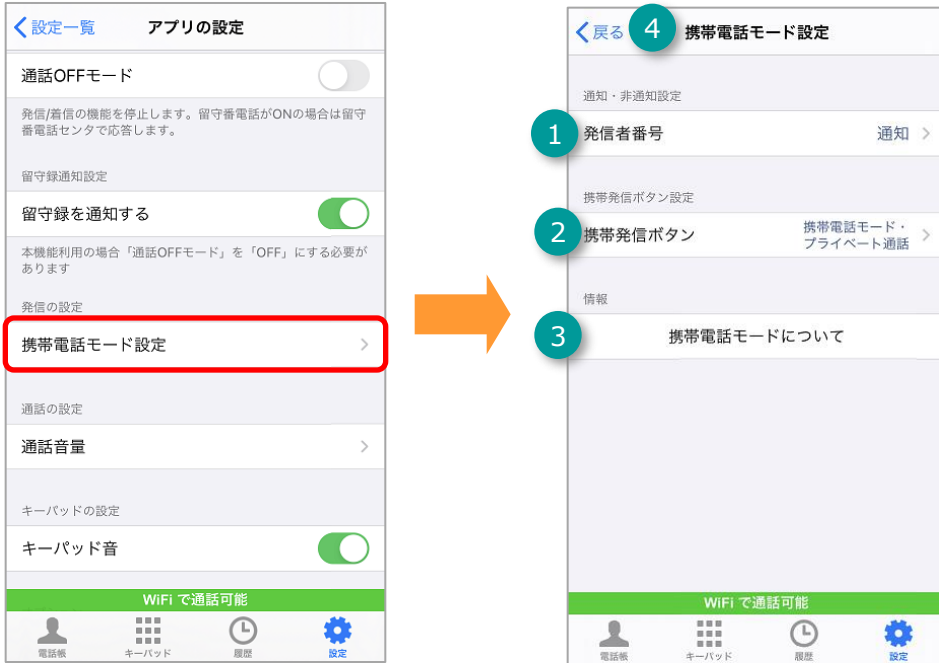 設定一覧 アプリの設定
通話OFFモード
発信/着信の機能を停止します。留守番電話がONの場合は留守
番電話センタで応答します。
留守録通知設定
留守録を通知する
本機能利用の場合「通話OFFモード」を「OFF」にする必要が
あります
発信の設定
携帯電話モード設定
通話の設定
通話音量
キーパッドの設定
キーパッド音
WiFi で通話可能
電話帳 キーパッド 履歴 設定
戻る 4 携帯電話モード設定
通知・非通知設定
1 発信者番号 通知
携帯発信ボタン設定
2 携帯発信ボタン 携帯電話モード・
プライベート通話
情報
3 携帯電話モードについて
WiFi で通話可能
電話帳 キーパッド 履歴 設定